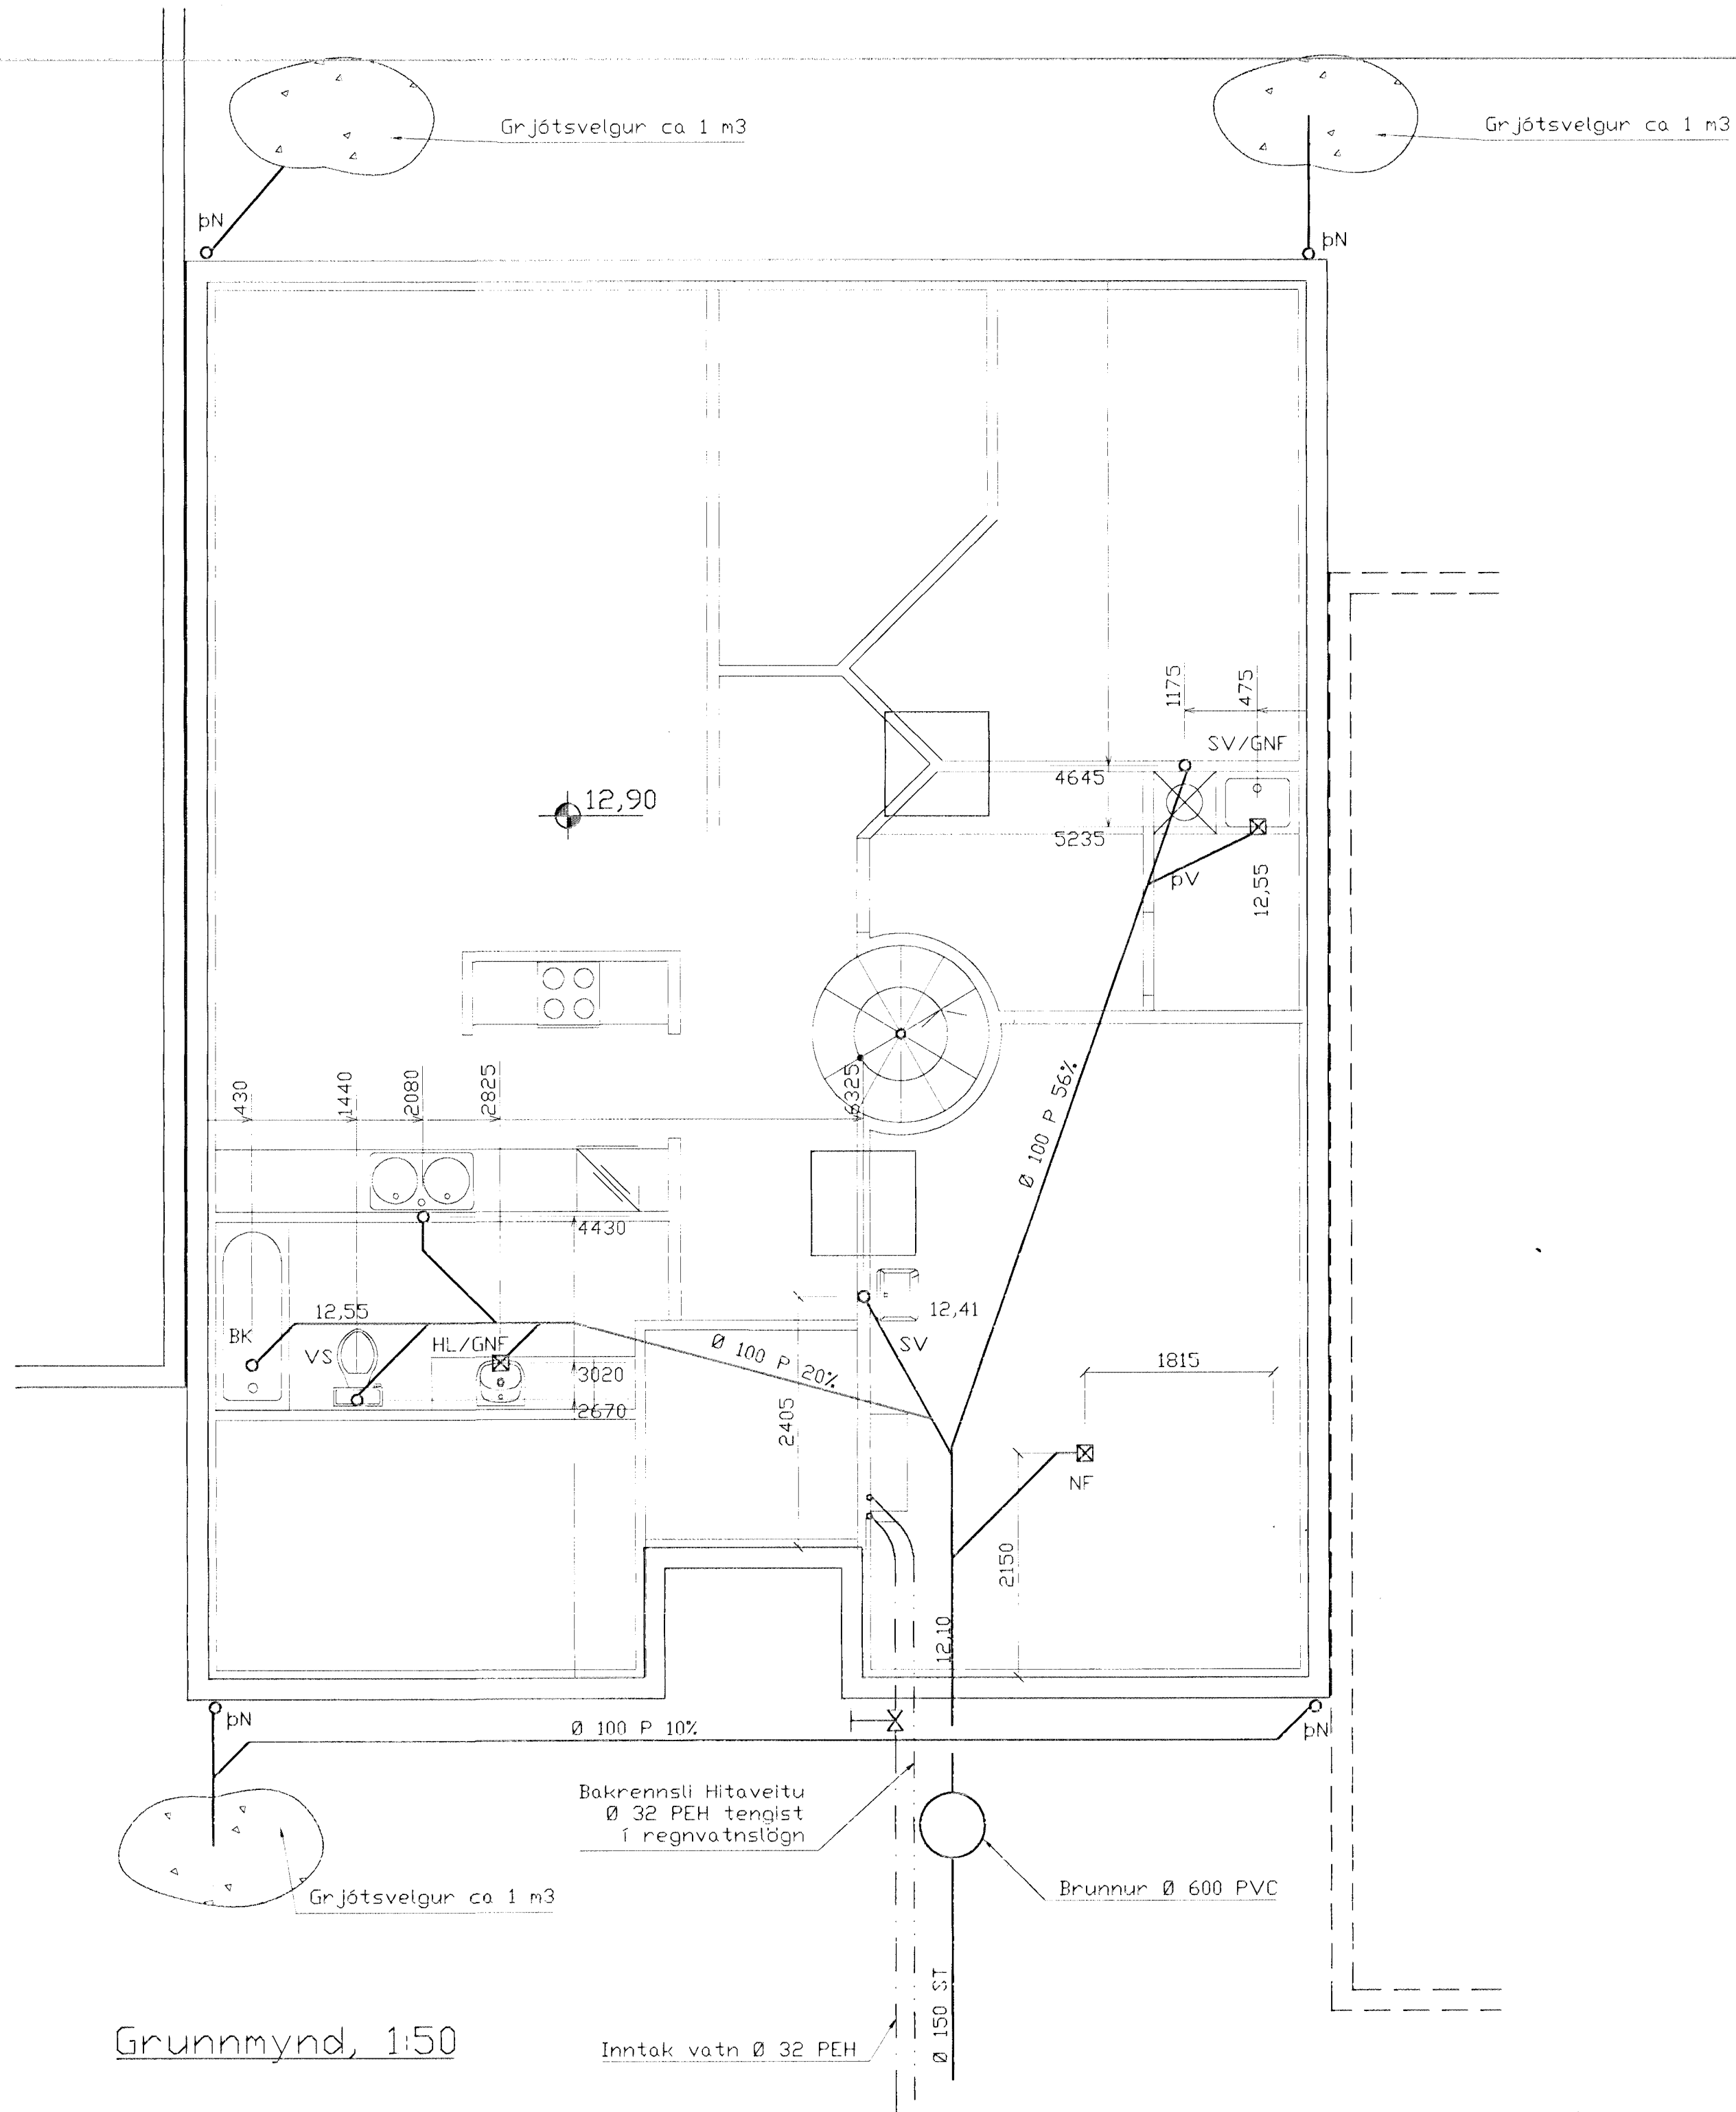 Grjótsvelgur ca 1 m3
Grjótsvelgur ca 1 m3
þN
þN
1175
475
SV/GNF
4645
12,90
5235
þV
12,55
430
1440
2080
2825
6325
Ø 100 P 56%
4430
12,55
12,41
BK
VS
HL/GNF
SV
Ø 100 P 20%
3020
1815
2670
2405
NF
2150
12,10
þN
Ø 100 P 10%
þN
Bakrennsli Hitaveitu
Ø 32 PEH tengist
í regnvatnslögn
Grjótsvelgur ca 1 m3
Brunnur Ø 600 PVC
Ø 150 ST
Grunnmynd, 1:50
Inntak vatn Ø 32 PEH